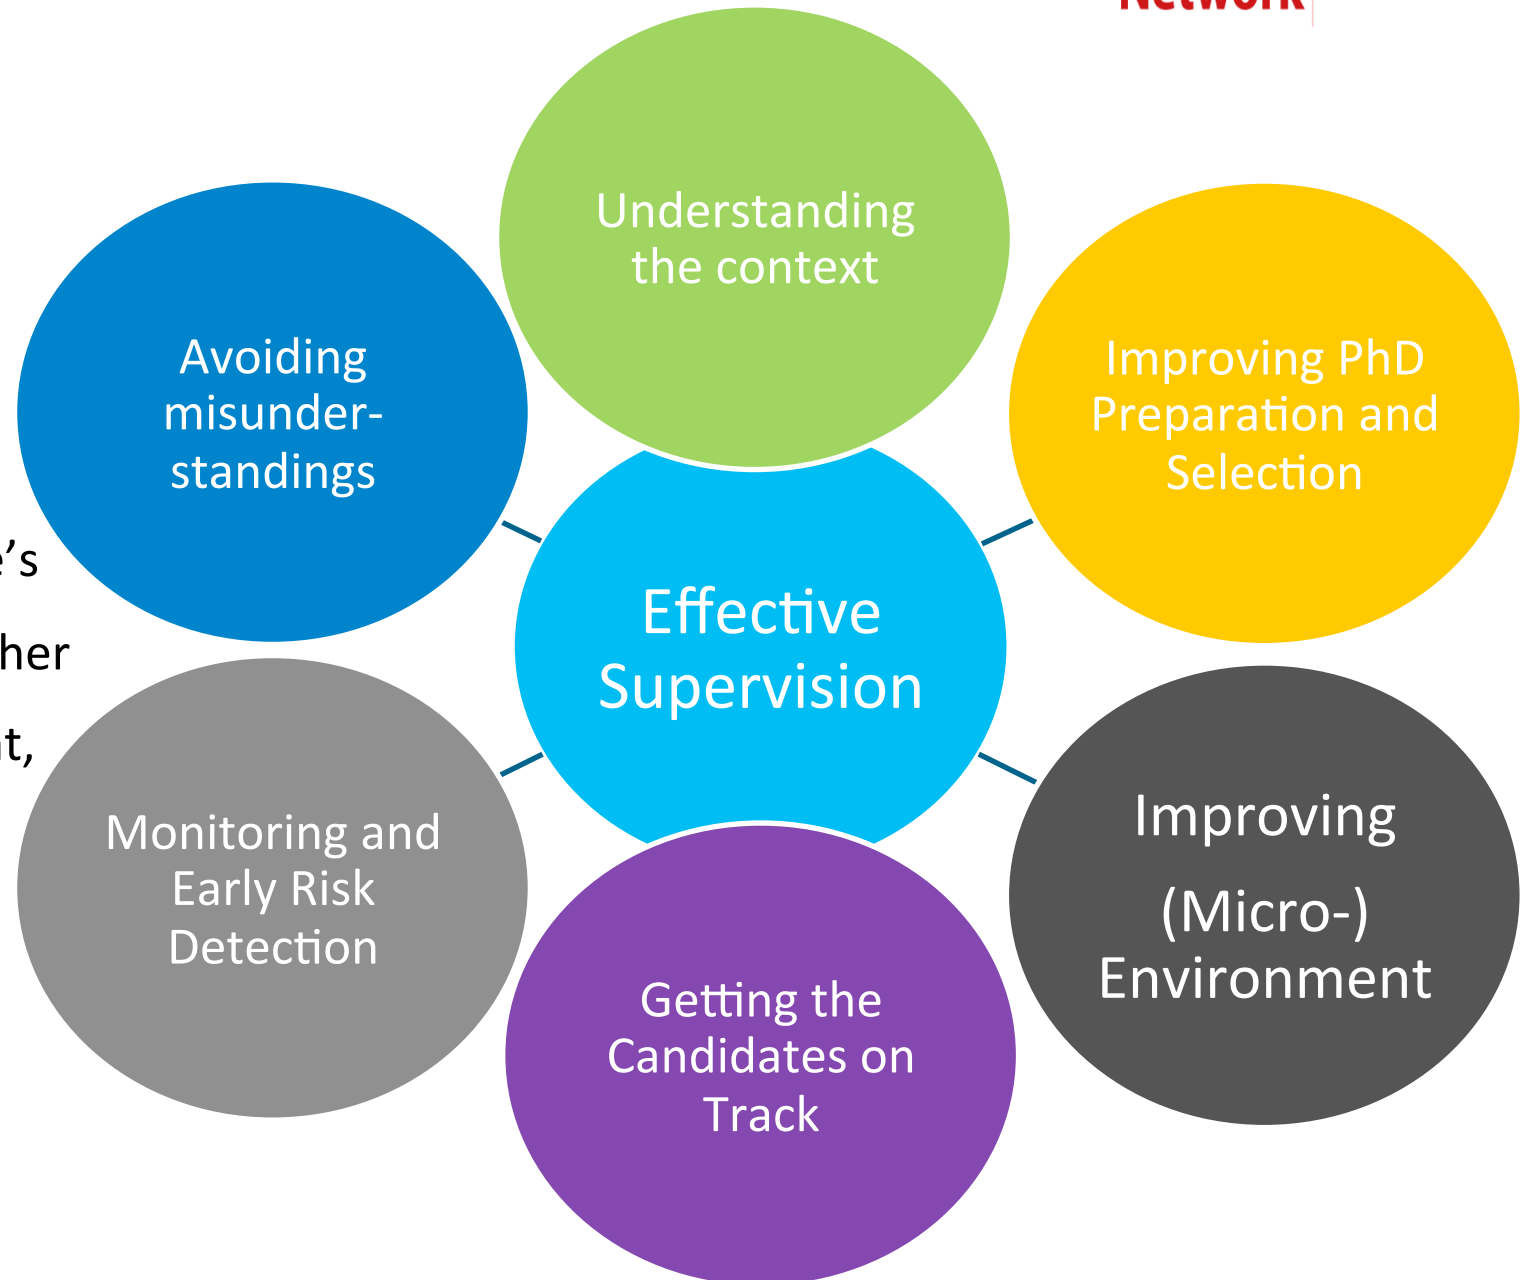 Network
Understanding
the context
Avoiding
misunder-
standings
Improving PhD
Preparation and
Selection
Effective
Supervision
Monitoring and
Early Risk
Detection
Improving
(Micro-)
Environment
Getting the
Candidates on
Track